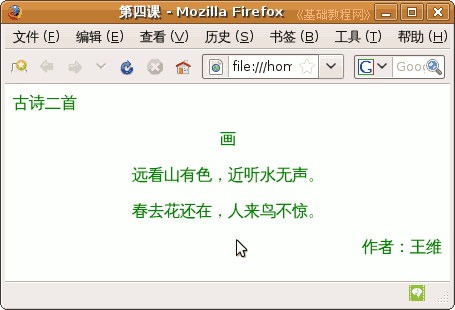 第四课 - Mozilla Firefox 《基础教程网》
文件 (F) 编辑 (E) 查看 (V) 历史 (S) 书签 (B) 工具 (T) 帮助 (H)
file:///hom G Goo
古诗二首
画
远看山有色，近听水无声。
春去花还在，人来鸟不惊。
作者：王维